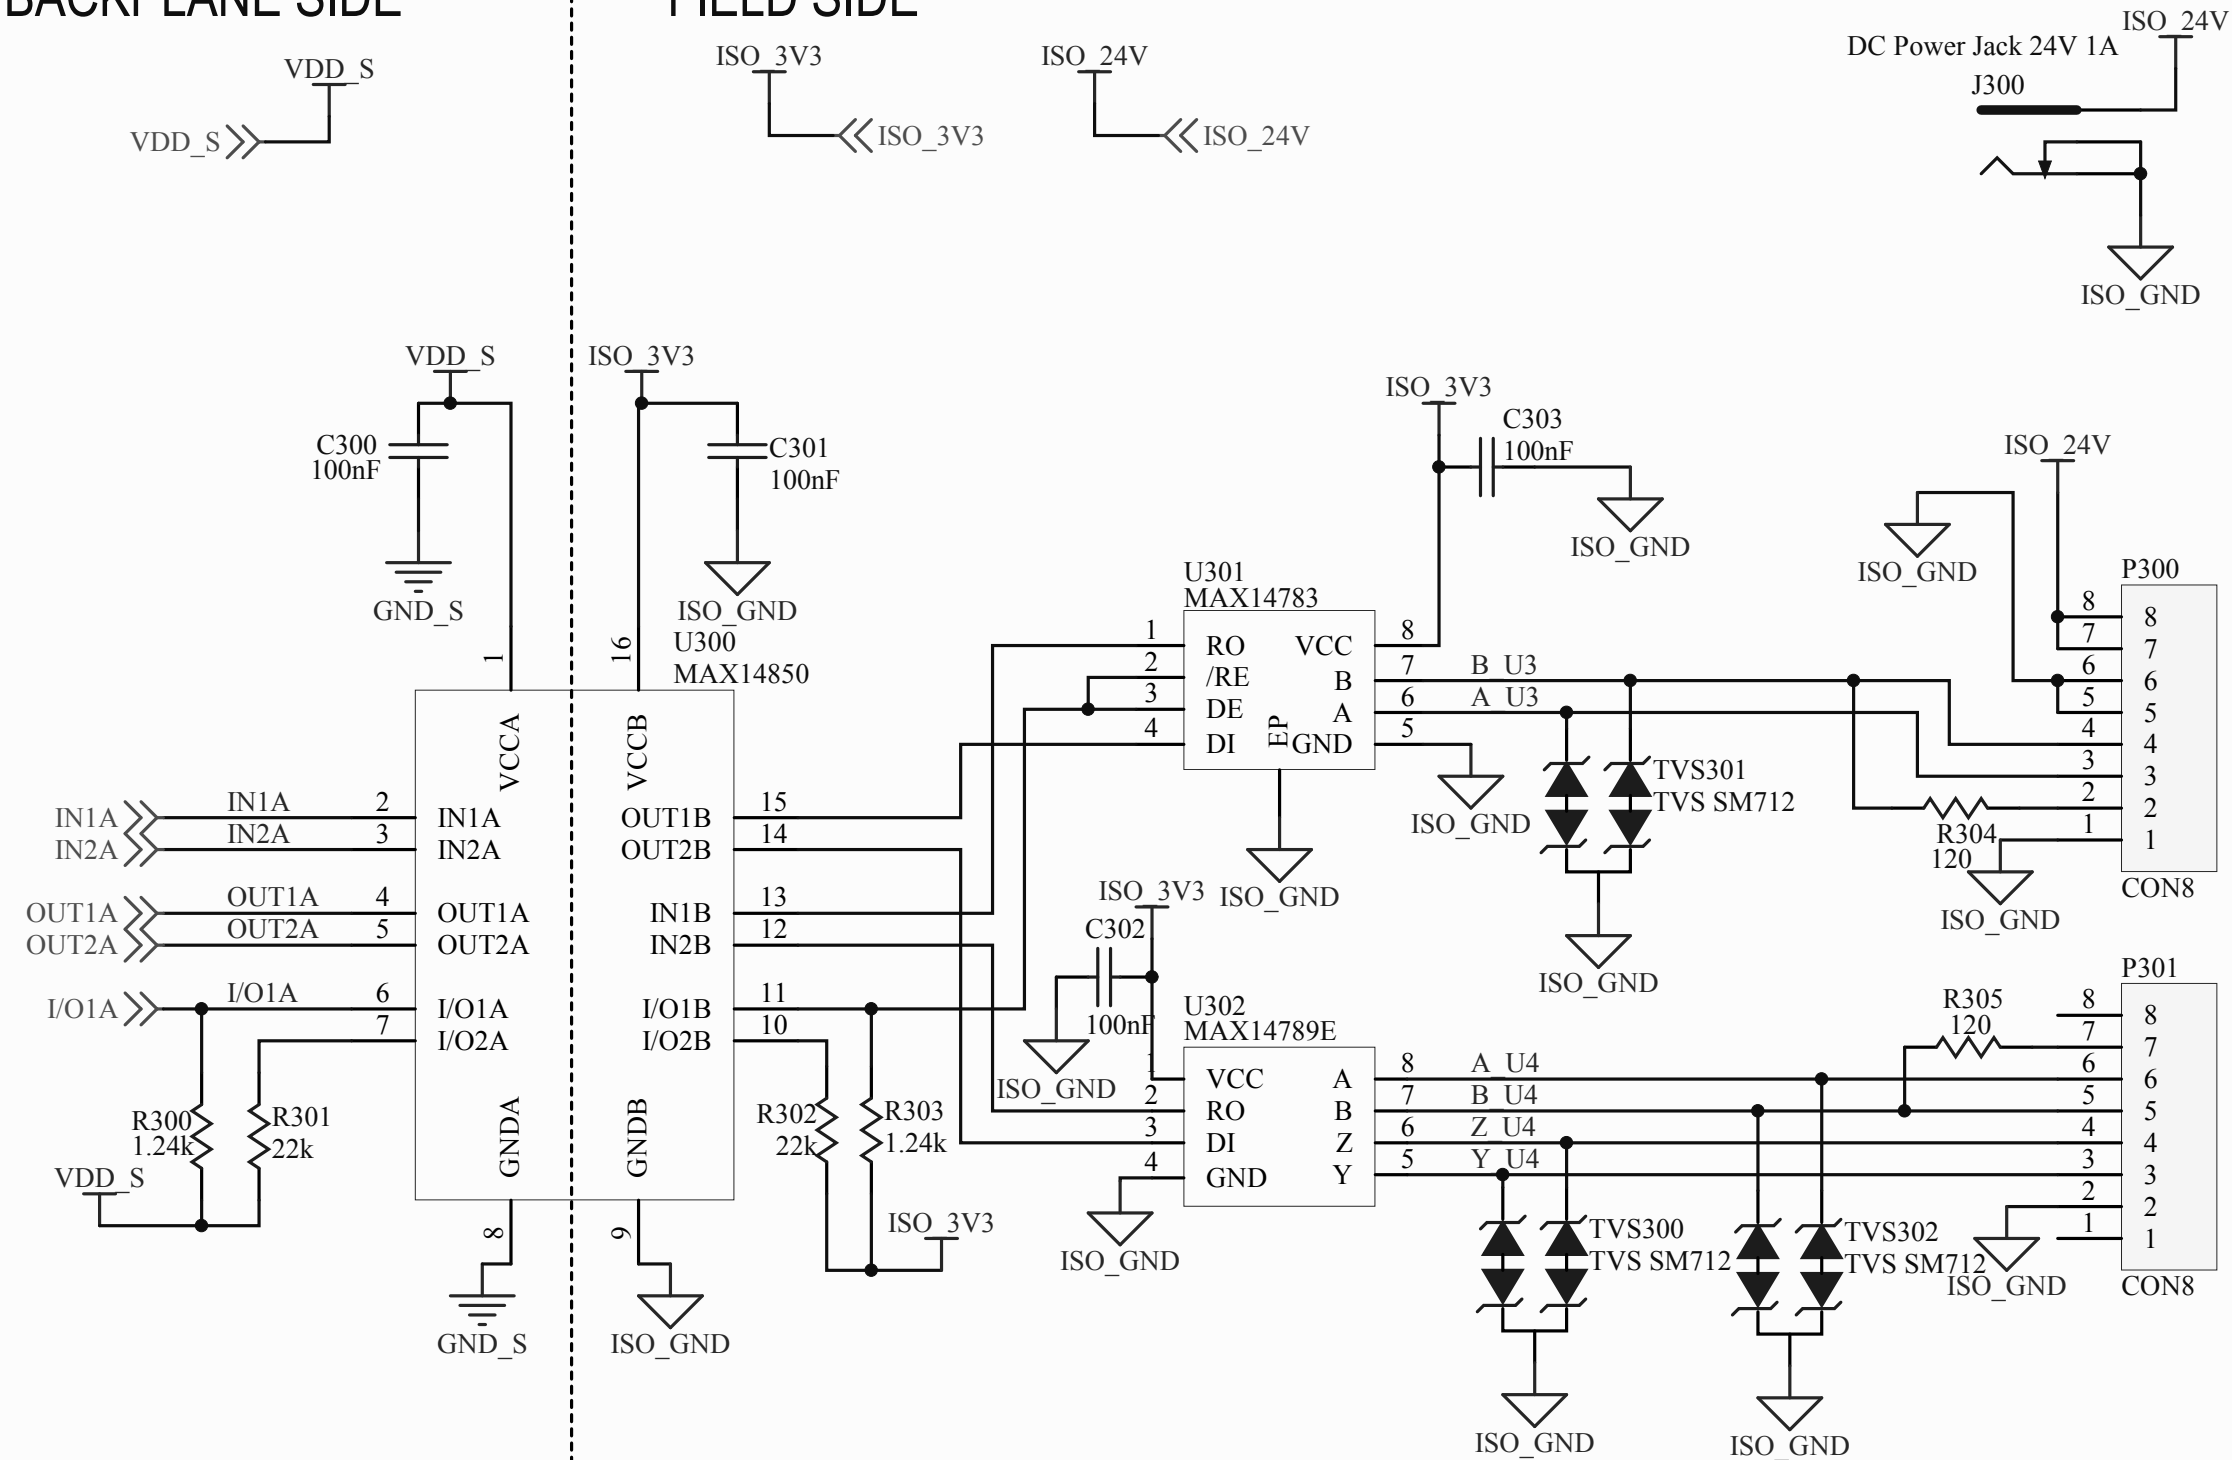 BACKPLANE SIDE
FIELD SIDE
VDD_S
VDD_S
ISO_3V3
ISO_3V3
ISO_24V
ISO_24V
ISO_24V
DC Power Jack 24V 1A
J300
ISO_GND
VDD_S
C300
100nF
GND_S
ISO_3V3
C301
100nF
ISO_GND
U300
MAX14850
1
16
VCCA
VCCB
IN1A
IN1A
2
IN1A
IN2A
IN2A
3
IN2A
OUT1A
OUT1A
4
OUT1A
OUT2A
OUT2A
5
OUT2A
I/O1A
I/O1A
6
I/O1A
7
I/O2A
GNDA
GNDB
OUT1B
15
OUT2B
14
IN1B
13
IN2B
12
I/O1B
11
I/O2B
10
8
9
R300
1.24k
R301
22k
VDD_S
GND_S
ISO_GND
R302
22k
R303
1.24k
ISO_3V3
ISO_3V3
C303
100nF
ISO_GND
U301
MAX14783
1
RO
2
/RE
3
DE
4
DI
EP
VCC
8
B
7
B_U3
A
6
A_U3
GND
5
ISO_GND
ISO_GND
TVS301
TVS SM712
ISO_GND
ISO_3V3
C302
100nF
ISO_GND
U302
MAX14789E
1
VCC
2
RO
3
DI
4
GND
ISO_GND
A
8
A_U4
B
7
B_U4
Z
6
Z_U4
Y
5
Y_U4
TVS300
TVS SM712
ISO_GND
TVS302
TVS SM712
ISO_GND
ISO_24V
ISO_GND
P300
8
8
7
7
6
6
5
5
4
4
3
3
2
2
1
1
CON8
R304
120
ISO_GND
P301
R305
120
8
8
7
7
6
6
5
5
4
4
3
3
2
2
1
1
CON8
ISO_GND